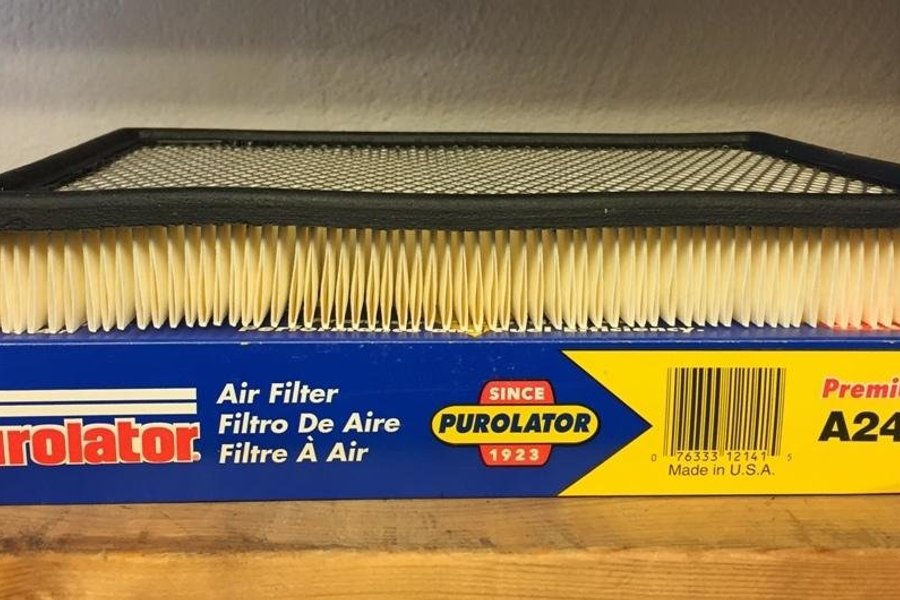 urolator.
Air Filter
Filtro De Aire
Filtre À Air
SINCE
PUROLATOR
1923
0 76333 12141 5
Made in U.S.A.
Premi
A24